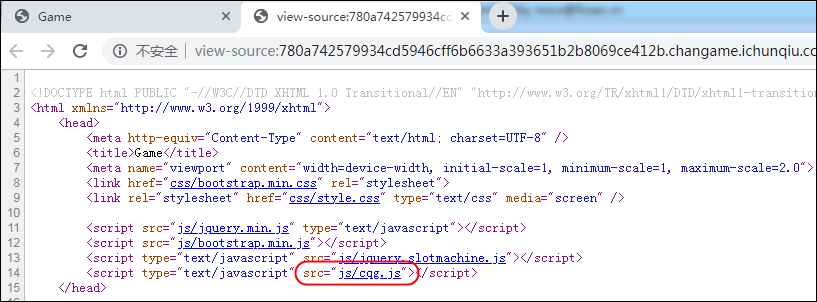 Game
view-source:780a742579934cd
不安全 | view-source:780a742579934cd5946cff6b6633a393651b2b8069ce412b.changame.ichunqiu.c
1
2 <!DOCTYPE html PUBLIC "-//W3C//DTD XHTML 1.0 Transitional//EN" "http://www.w3.org/TR/xhtml1/DTD/xhtml1-transition
3 <html xmlns="http://www.w3.org/1999/xhtml">
4 <head>
5 <meta http-equiv="Content-Type" content="text/html; charset=UTF-8" />
6 <title>Game</title>
7 <meta name="viewport" content="width=device-width, initial-scale=1, minimum-scale=1, maximum-scale=2.0">
8 <link href="css/bootstrap.min.css" rel="stylesheet">
9 <link rel="stylesheet" href="css/style.css" type="text/css" media="screen" />
10
11 <script src="js/jquery.min.js" type="text/javascript"></script>
12 <script src="js/bootstrap.min.js"></script>
13 <script type="text/javascript" src="js/jquery.slotmachine.js"></script>
14 <script type="text/javascript" src="js/cqg.js"></script>
15 </head>